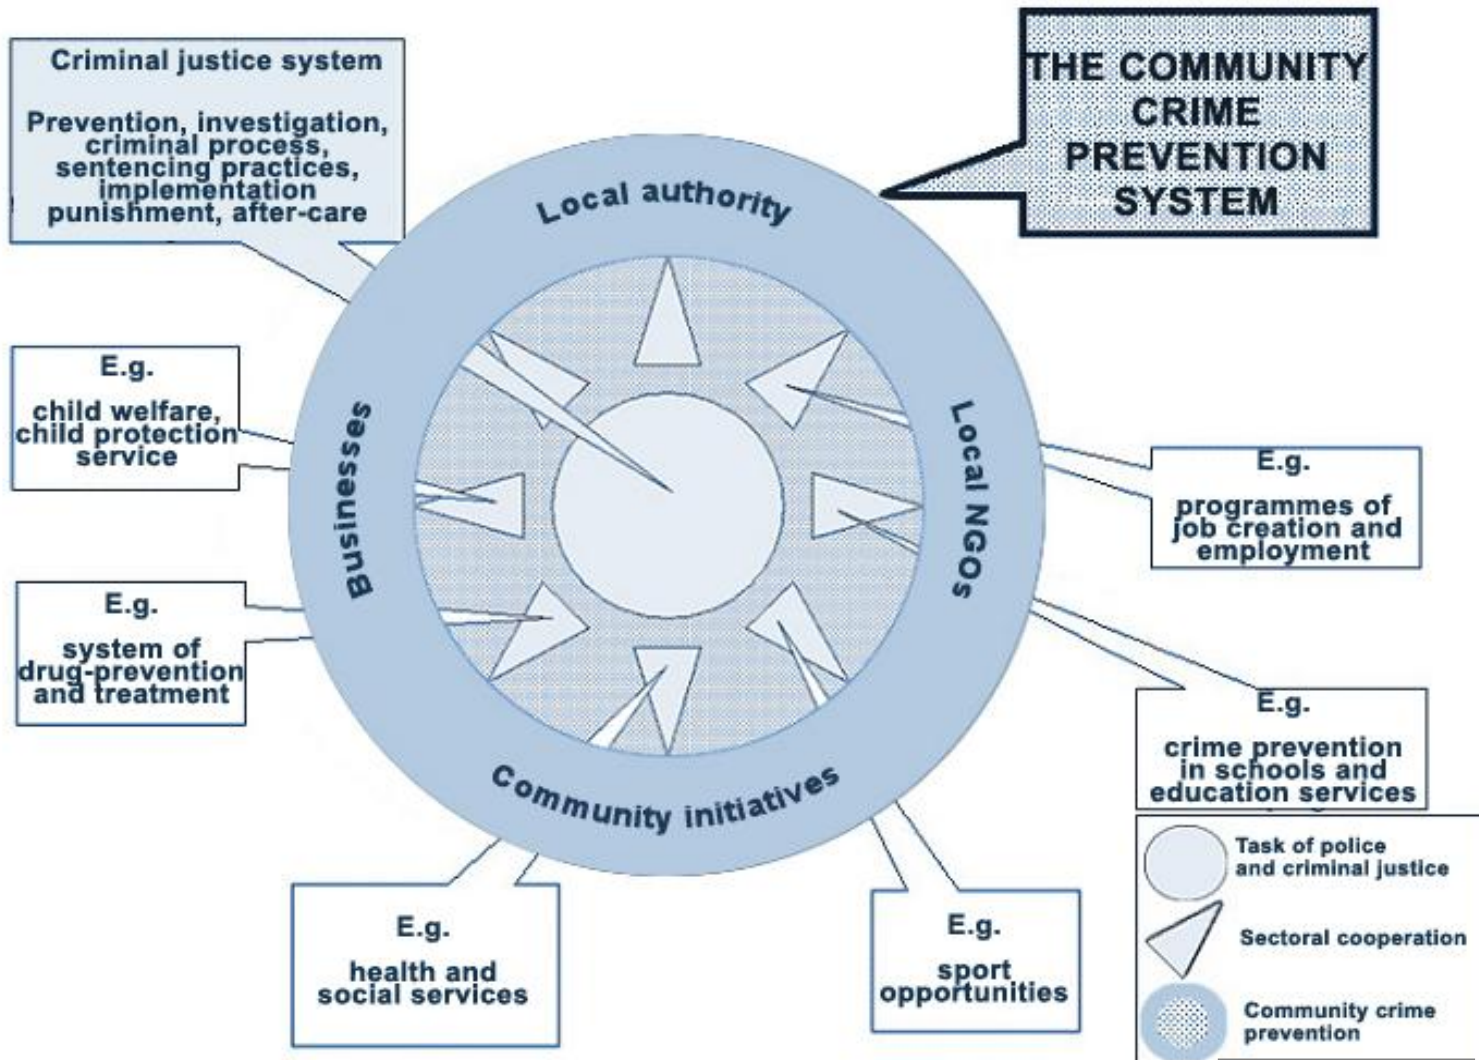 Criminal justice system
Prevention, investigation,
criminal process,
sentencing practices,
implementation
punishment, after-care
THE COMMUNITY
CRIME
PREVENTION
SYSTEM
Local authority
Businesses
Local NGOs
Community initiatives
E.g.
child welfare,
child protection
service
E.g.
system of
drug-prevention
and treatment
E.g.
health and
social services
E.g.
sport
opportunities
E.g.
programmes of
job creation and
employment
E.g.
crime prevention
in schools and
education services
Task of police
and criminal justice
Sectoral cooperation
Community crime
prevention